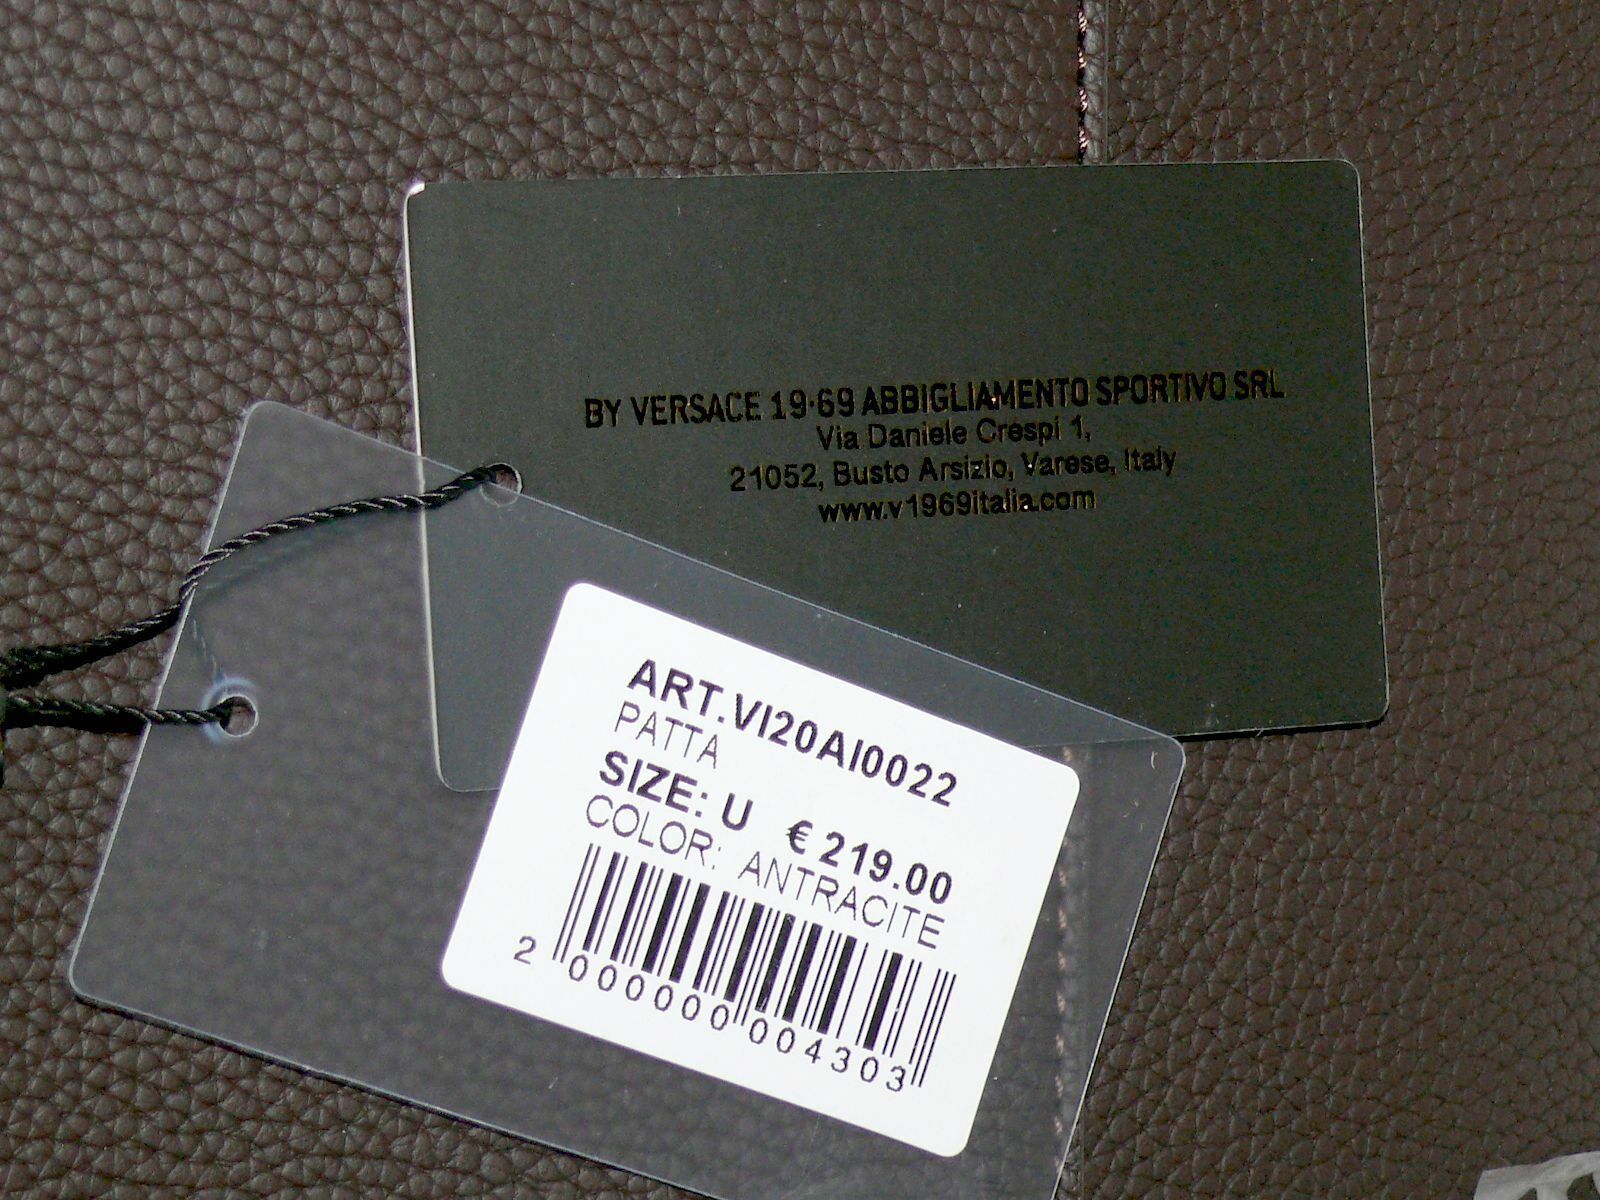 BY VERSACE 19·69 ABBIGLIAMENTO SPORTIVO SRL
Via Daniele Crespi 1,
21052, Busto Arsizio, Varese, Italy
www.v1969italia.com
ART.VI20AI0022
PATTA
SIZE: U € 219.00
COLOR: ANTRACITE
2 000000 004303